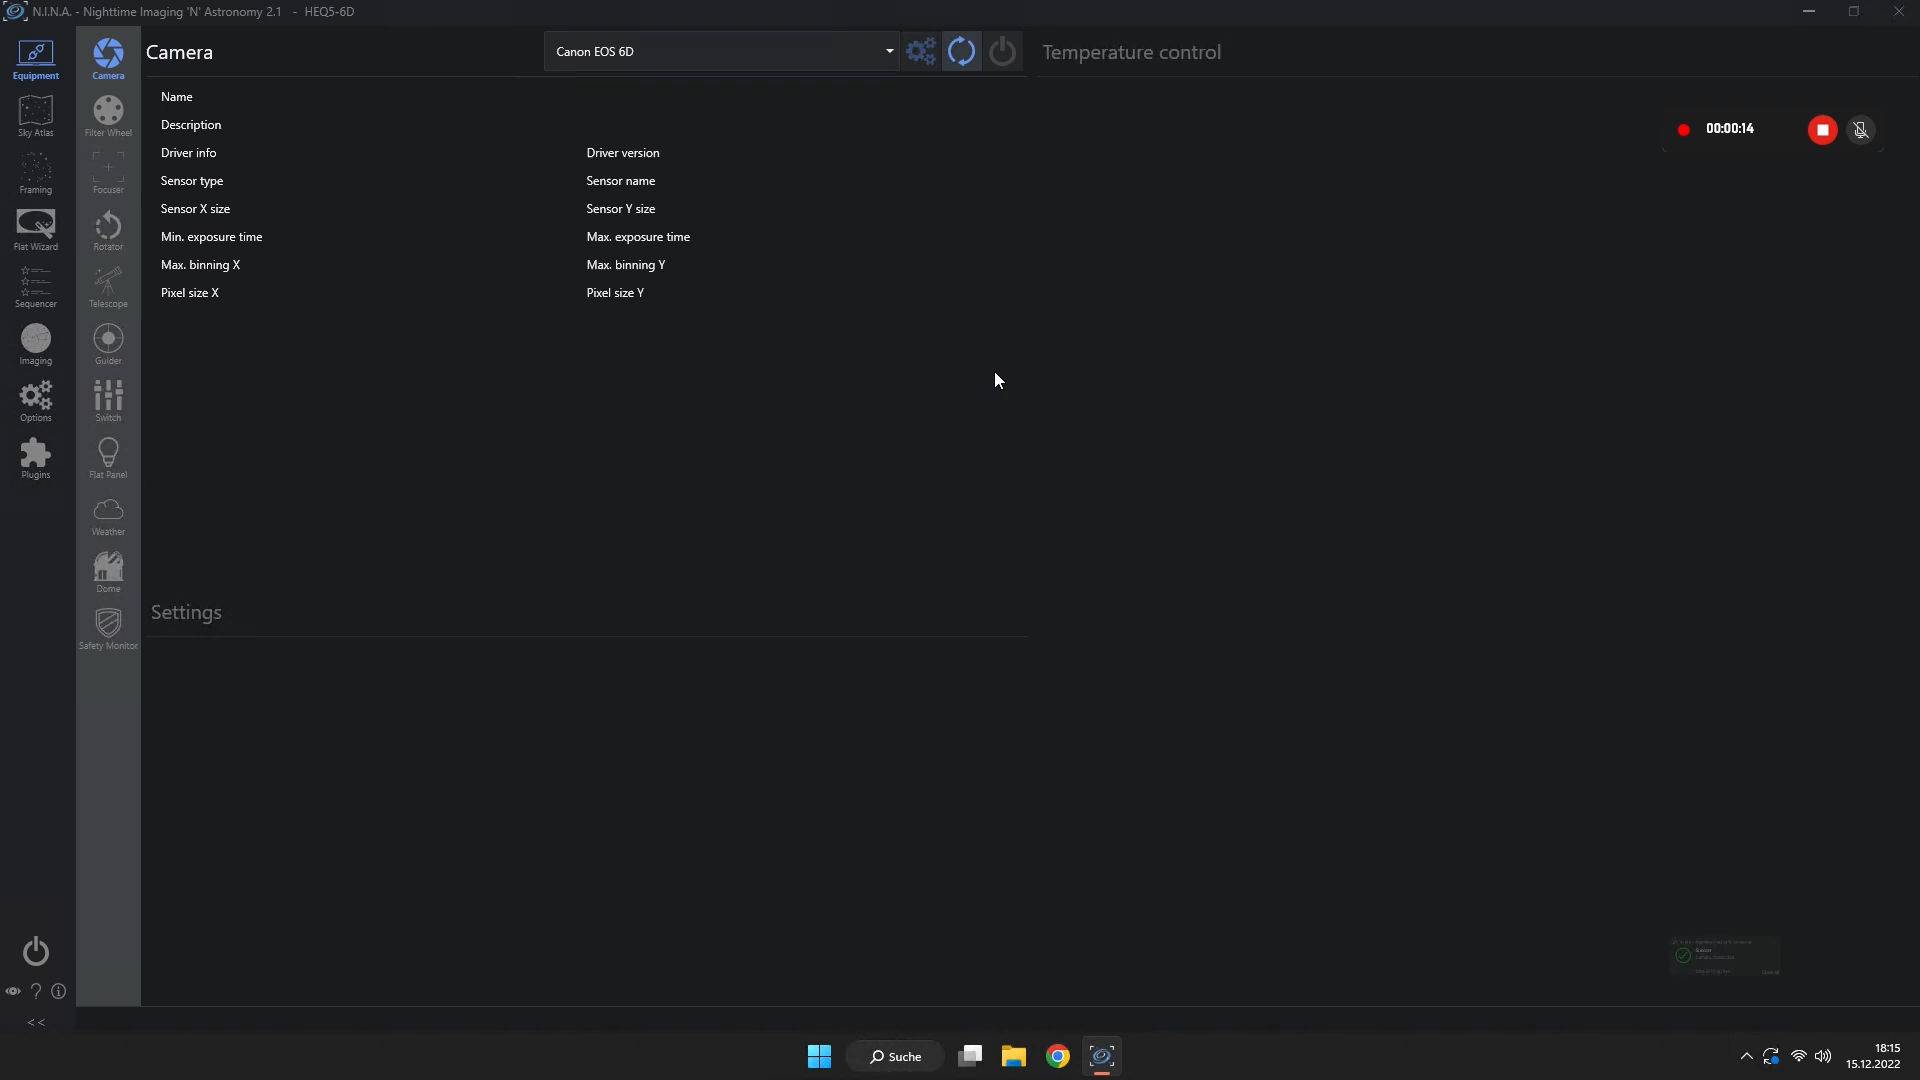 N.I.N.A. - Nighttime Imaging 'N' Astronomy 2.1 - HEQ5-6D
Equipment
Camera
Camera
Canon EOS 6D
Temperature control
Name
Description
Driver info
Driver version
Sensor type
Sensor name
Sensor X size
Sensor Y size
Min. exposure time
Max. exposure time
Max. binning X
Max. binning Y
Pixel size X
Pixel size Y
00:00:14
Sky Atlas
Filter Wheel
Framing
Focuser
Flat Wizard
Rotator
Sequencer
Telescope
Imaging
Guider
Options
Switch
Plugins
Flat Panel
Weather
Dome
Safety Monitor
Settings
<<
Suche
18:15
15.12.2022